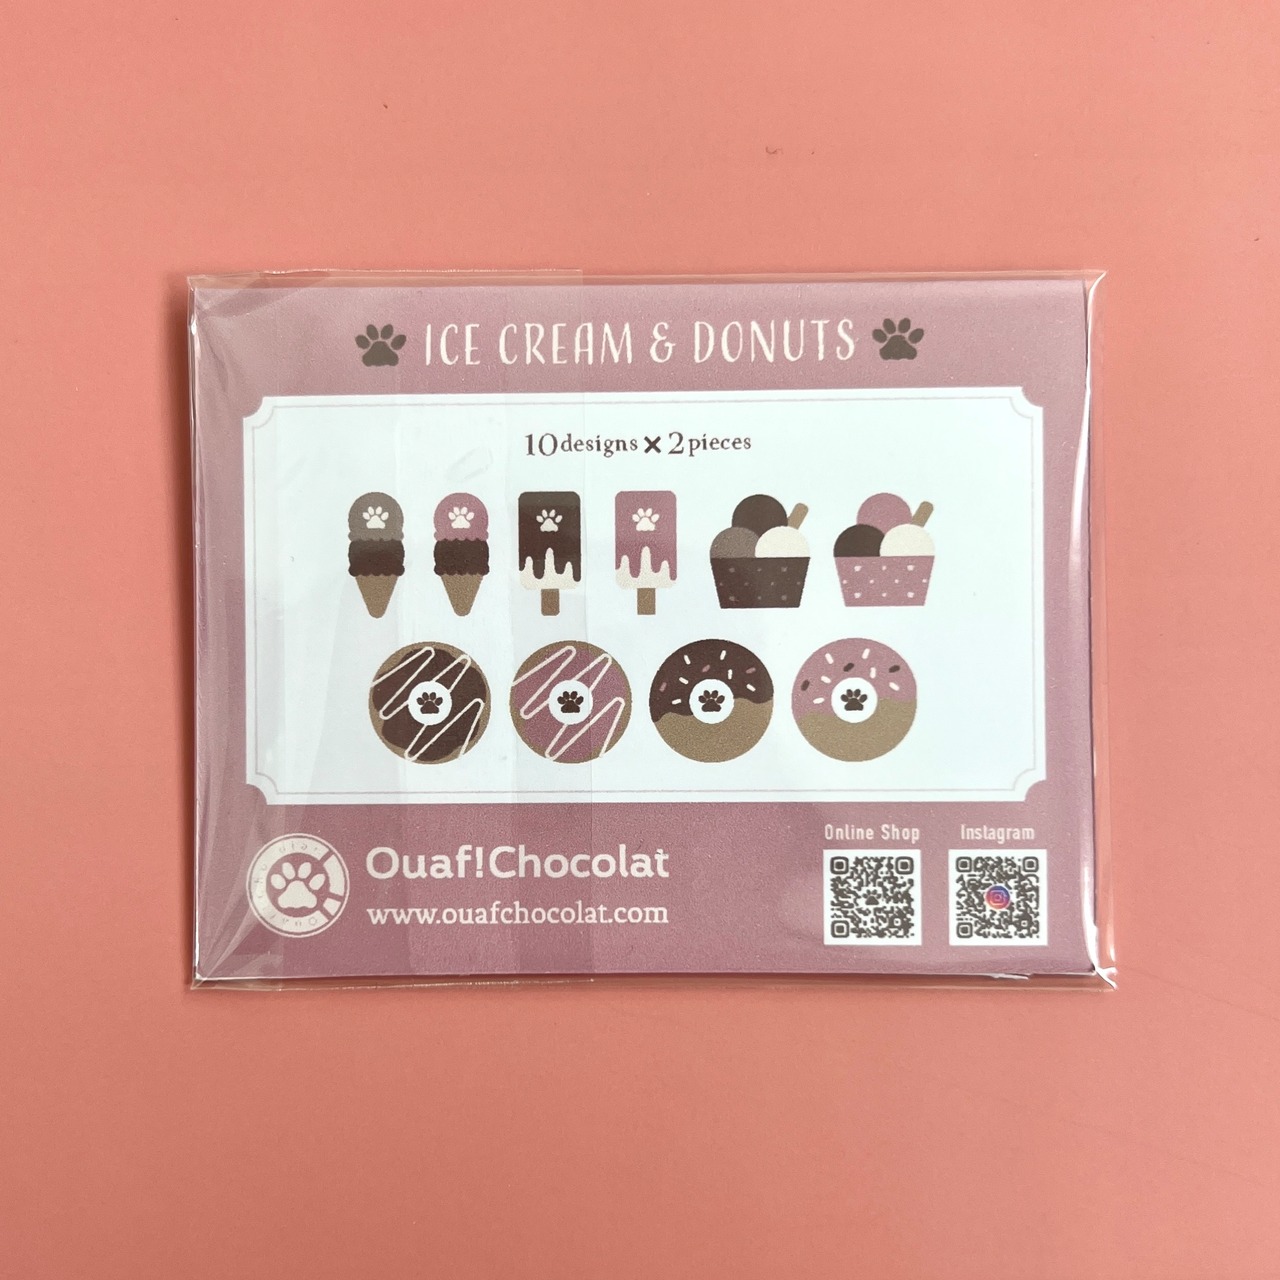 ICE CREAM & DONUTS
10designs×2pieces
Ouaf!Chocolat
www.ouafchocolat.com
Online Shop
Instagram